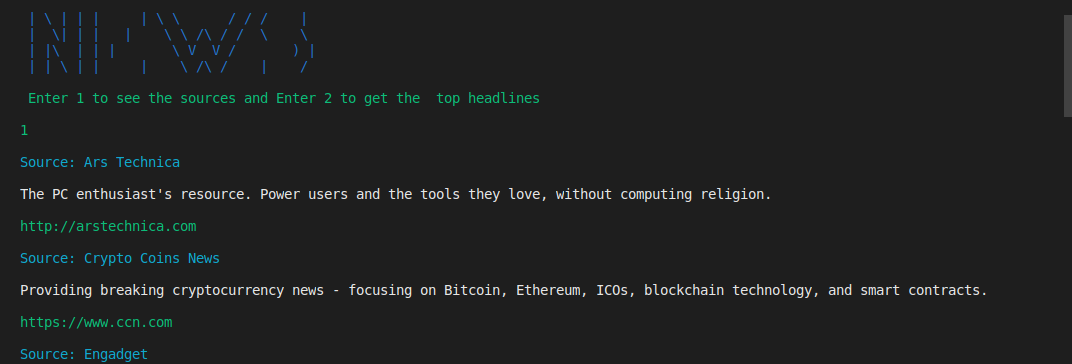 Enter 1 to see the sources and Enter 2 to get the  top headlines
1
Source: Ars Technica
The PC enthusiast's resource. Power users and the tools they love, without computing religion.
http://arstechnica.com
Source: Crypto Coins News
Providing breaking cryptocurrency news - focusing on Bitcoin, Ethereum, ICOs, blockchain technology, and smart contracts.
https://www.ccn.com
Source: Engadget